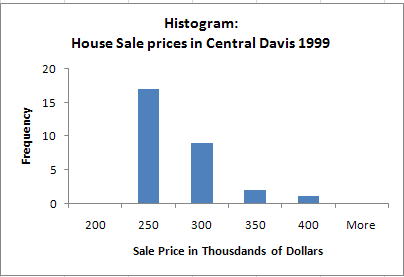 Histogram:
House Sale prices in Central Davis 1999
20
15
10
5
0
Frequency
200 250 300 350 400 More
Sale Price in Thousdands of Dollars